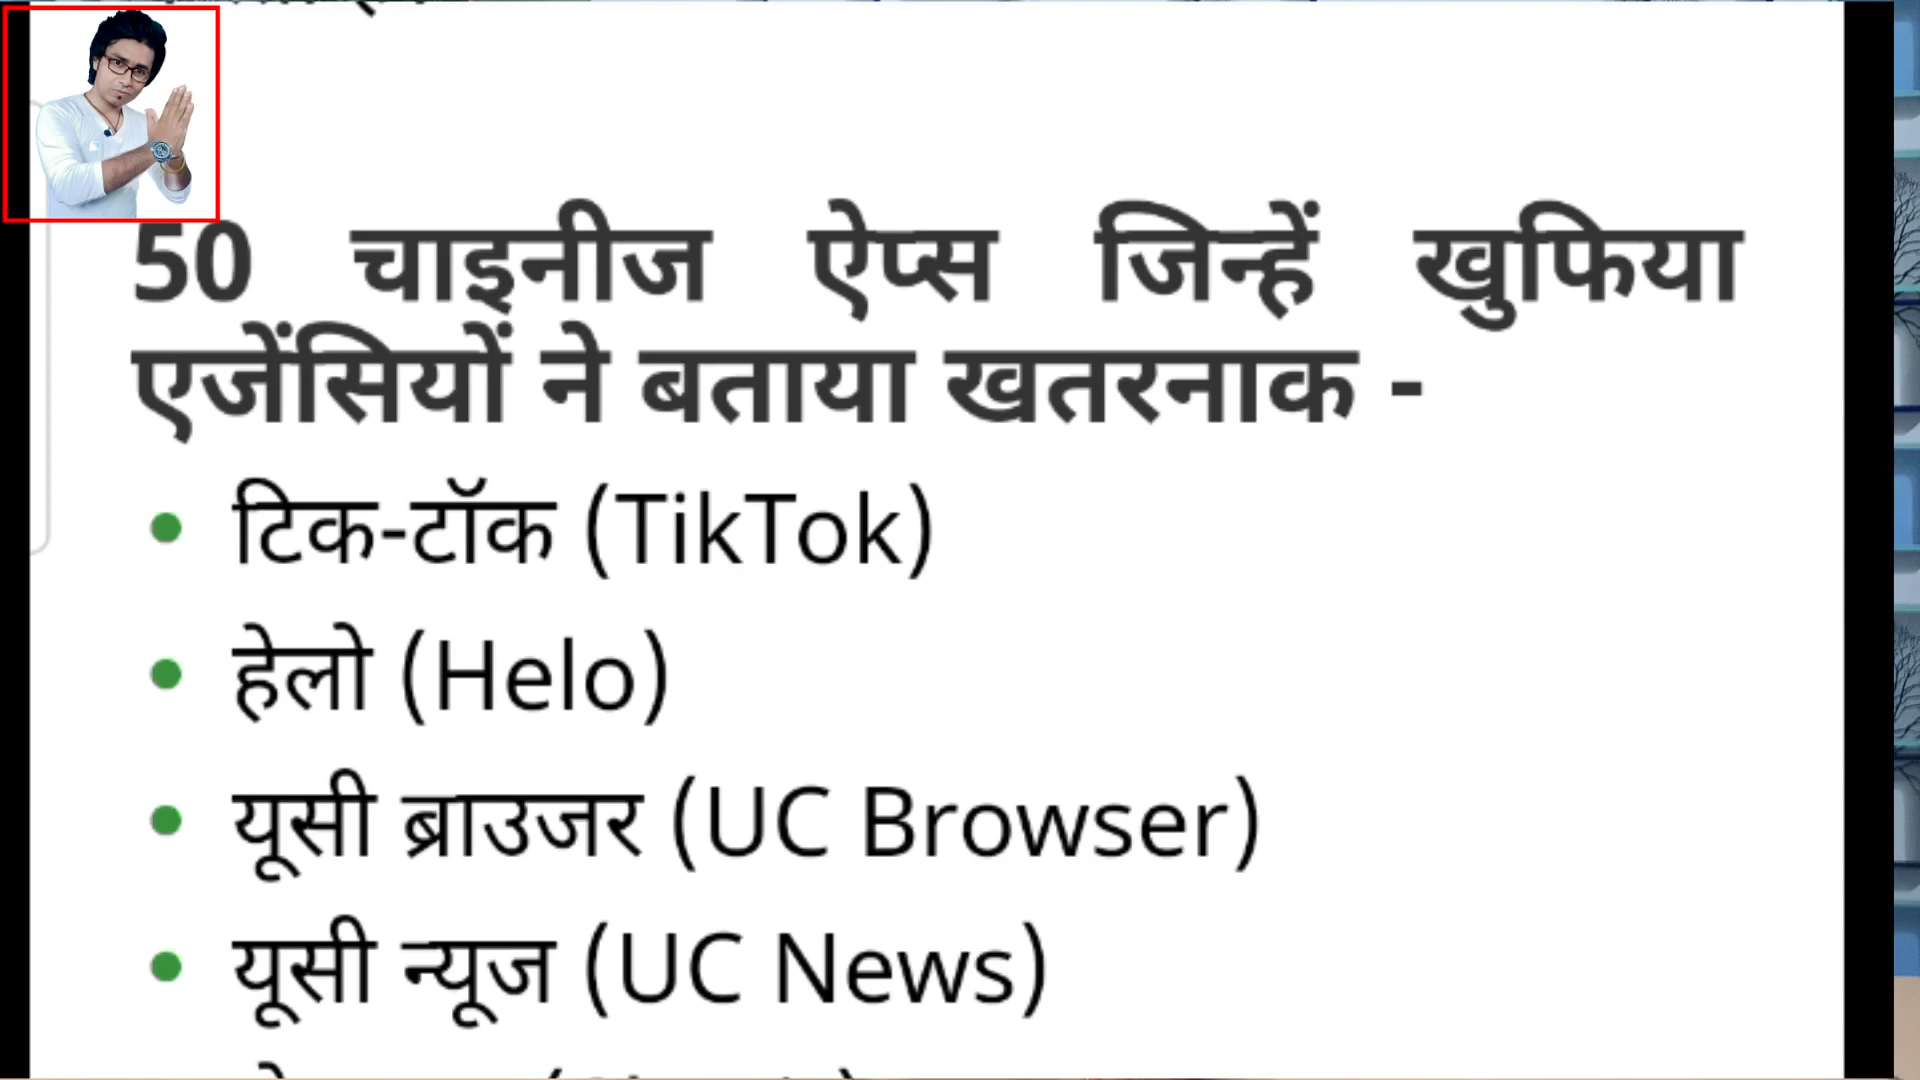 50 चाइनीज ऐप्स जिन्हें खुफिया
एजेंसियों ने बताया खतरनाक -
• टिक-टॉक (TikTok)
• हेलो (Helo)
• यूसी ब्राउजर (UC Browser)
• यूसी न्यूज (UC News)